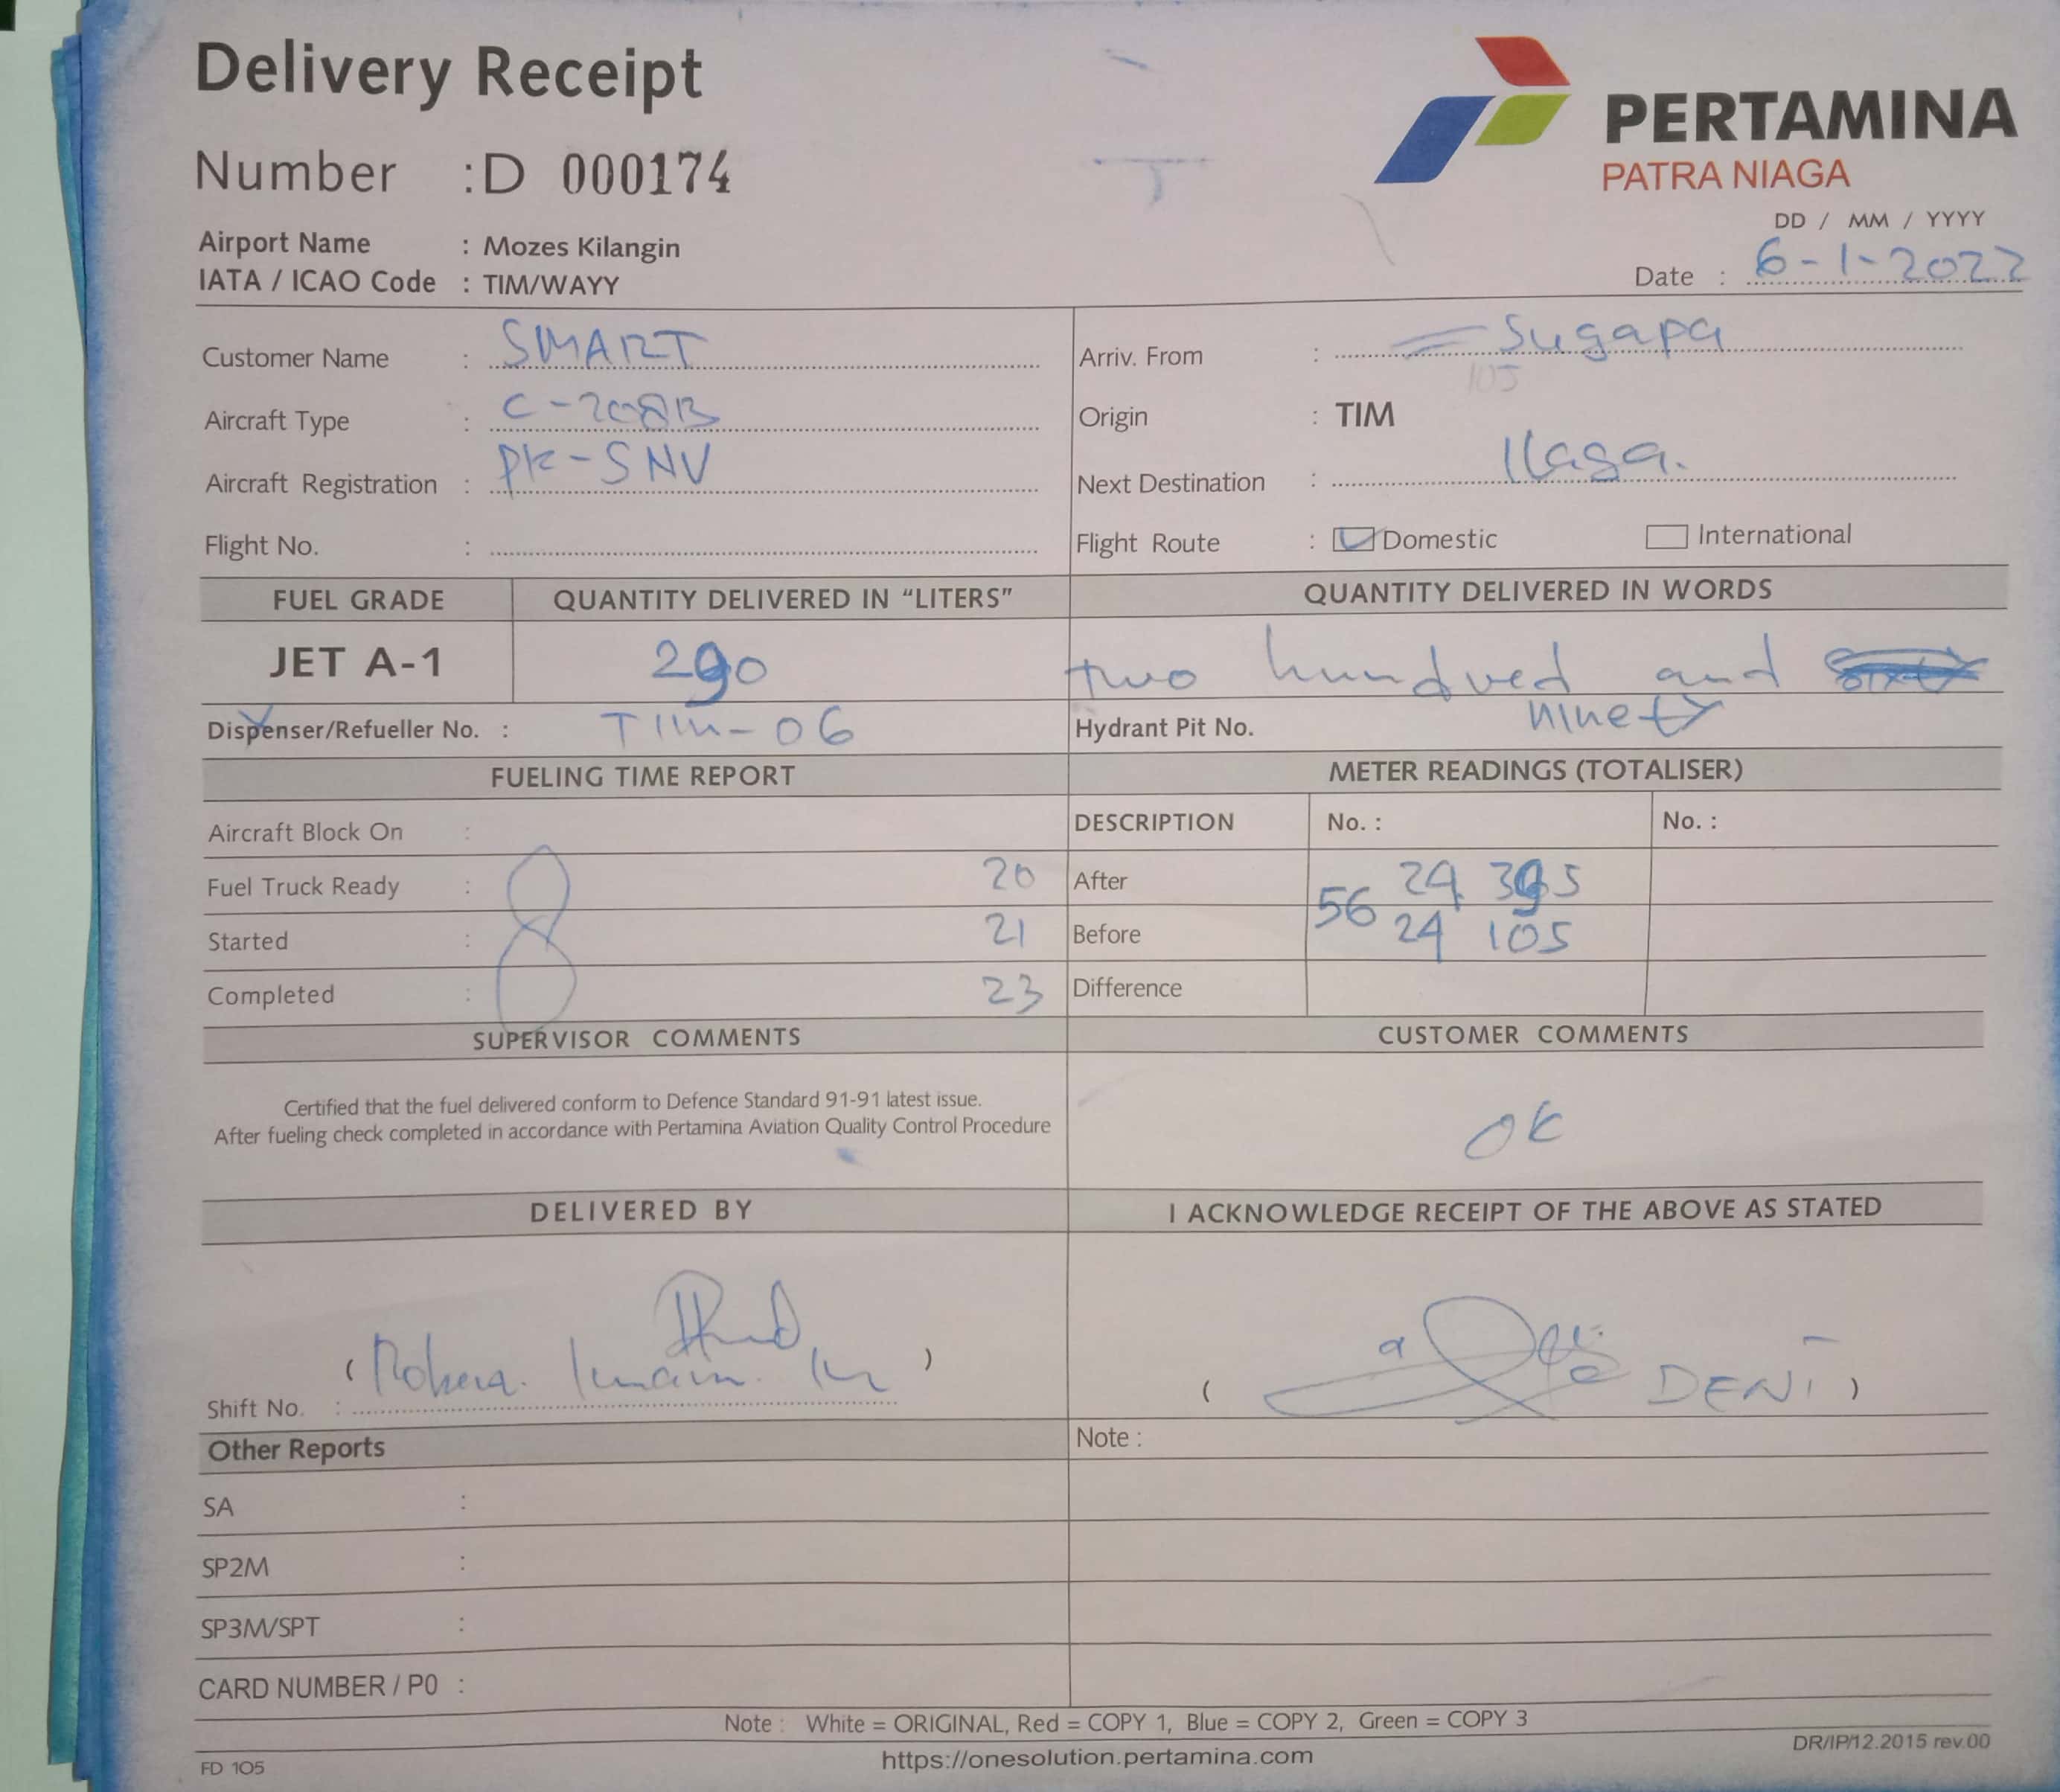 Delivery Receipt
PERTAMINA
PATRA NIAGA
Number : D 000174
Airport Name : Mozes Kilangin
IATA / ICAO Code : TIM/WAYY
DD / MM / YYYY
Date : 6-1-2022
Customer Name : SMART
Arriv. From : Sugapa
Aircraft Type : C-208B
Origin : TIM
Aircraft Registration : PK-SNV
Next Destination : Ilaga.
Flight No. :
Flight Route : Domestic International
FUEL GRADE QUANTITY DELIVERED IN "LITERS" QUANTITY DELIVERED IN WORDS
JET A-1 290 two hundred and
ninety
Dispenser/Refueller No. : TIM-06 Hydrant Pit No.
FUELING TIME REPORT METER READINGS (TOTALISER)
Aircraft Block On : DESCRIPTION No. : No. :
Fuel Truck Ready : 20 After 24 395
56
Started : 21 Before 24 105
8
Completed : 23 Difference
SUPERVISOR COMMENTS CUSTOMER COMMENTS
Certified that the fuel delivered conform to Defence Standard 91-91 latest issue.
After fueling check completed in accordance with Pertamina Aviation Quality Control Procedure
OK
DELIVERED BY I ACKNOWLEDGE RECEIPT OF THE ABOVE AS STATED
( )
( DENI )
Shift No. :
Other Reports Note :
SA :
SP2M :
SP3M/SPT :
CARD NUMBER / P0 :
Note : White = ORIGINAL, Red = COPY 1, Blue = COPY 2, Green = COPY 3
FD 105 https://onesolution.pertamina.com DR/IP/12.2015 rev.00